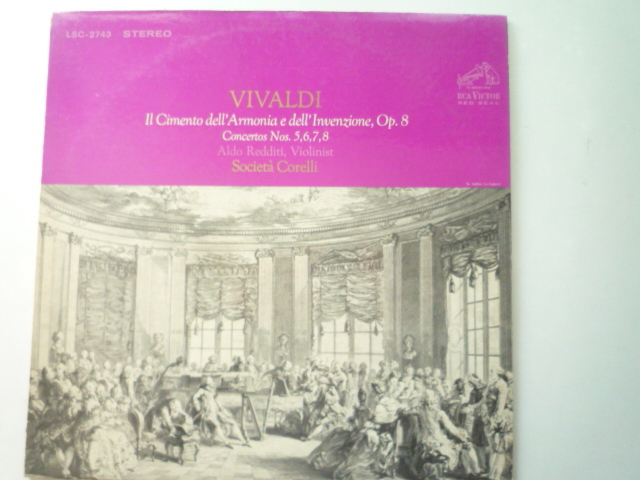 LSC-2743 STEREO
RCA VICTOR
RED SEAL
VIVALDI
Il Cimento dell'Armonia e dell'Invenzione, Op. 8
Concertos Nos. 5,6,7,8
Aldo Redditi, Violinist
Società Corelli